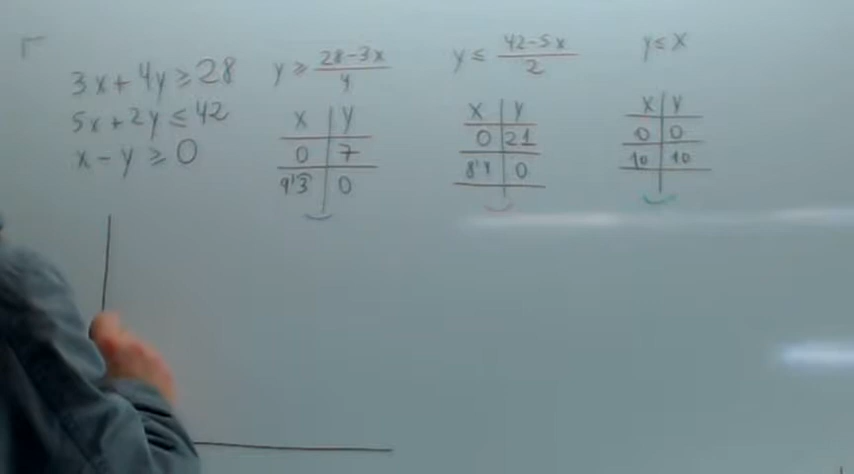 3x + 4y ≥ 28
5x + 2y ≤ 42
x - y ≥ 0
y ≥ (28-3x)/4
x | y
0 | 7
9'3 | 0
y ≤ (42-5x)/2
x | y
0 | 21
8'4 | 0
y ≤ x
x | y
0 | 0
10 | 10